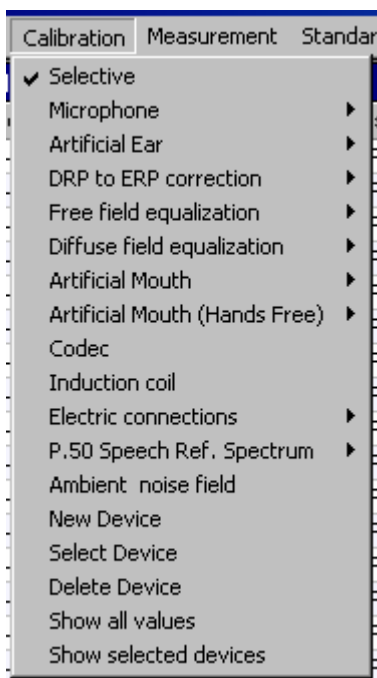 Calibration Measurement Standar
Selective
Microphone
Artificial Ear
DRP to ERP correction
Free field equalization
Diffuse field equalization
Artificial Mouth
Artificial Mouth (Hands Free)
Codec
Induction coil
Electric connections
P.50 Speech Ref. Spectrum
Ambient noise field
New Device
Select Device
Delete Device
Show all values
Show selected devices